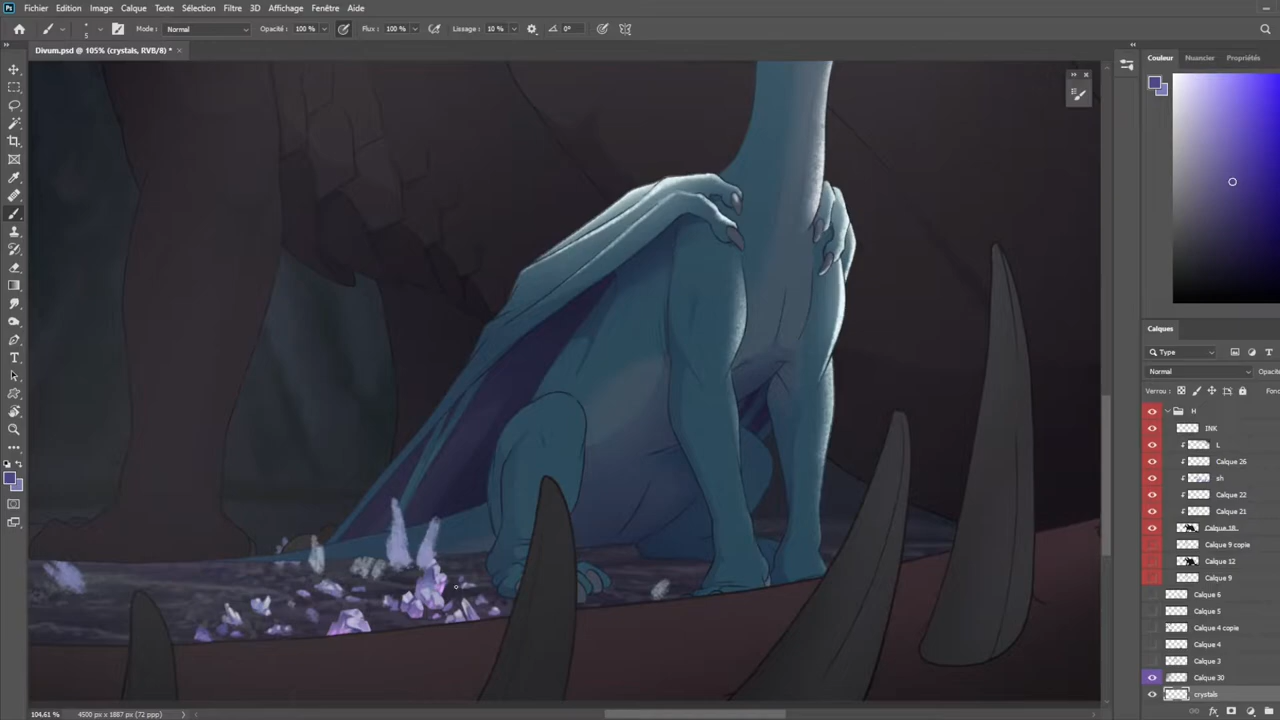 Fichier Edition Image Calque Texte Sélection Filtre 3D Affichage Fenêtre Aide
5 Mode : Normal Opacité : 100 % Flux : 100 % Lissage : 10 % 0°
Divum.psd @ 105% (crystals, RVB/8) *
Couleur Nuancier Propriétés
Calques
Type
Normal
Verrou :
H
INK
L
Calque 26
sh
Calque 22
Calque 21
Calque 18
Calque 9 copie
Calque 12
Calque 9
Calque 6
Calque 5
Calque 4 copie
Calque 4
Calque 3
Calque 30
crystals
104,61 % 4500 px x 1887 px (72 ppp)